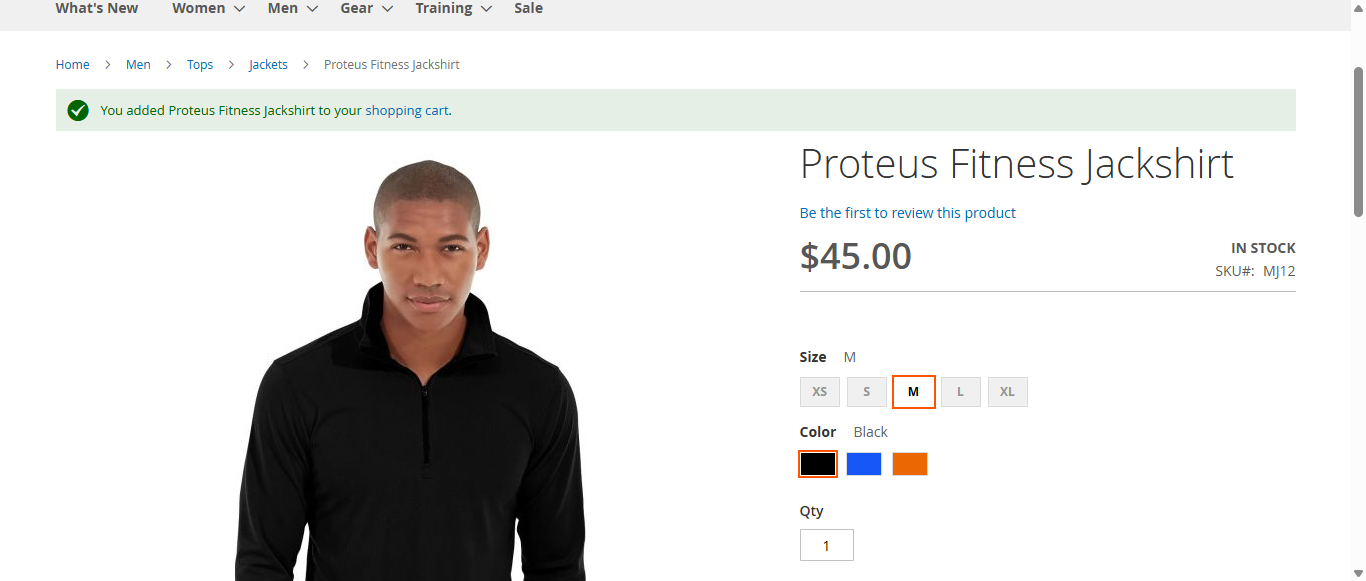 What's New Women Men Gear Training Sale
Home > Men > Tops > Jackets > Proteus Fitness Jackshirt
You added Proteus Fitness Jackshirt to your shopping cart.
Proteus Fitness Jackshirt
Be the first to review this product
$45.00
IN STOCK
SKU#: MJ12
Size M
XS S M L XL
Color Black
Qty
1